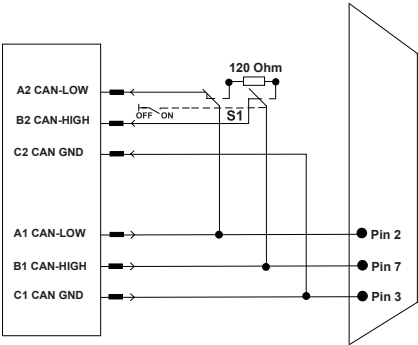 120 Ohm
A2 CAN-LOW
B2 CAN-HIGH
OFF ON
S1
C2 CAN GND
A1 CAN-LOW
Pin 2
B1 CAN-HIGH
Pin 7
C1 CAN GND
Pin 3